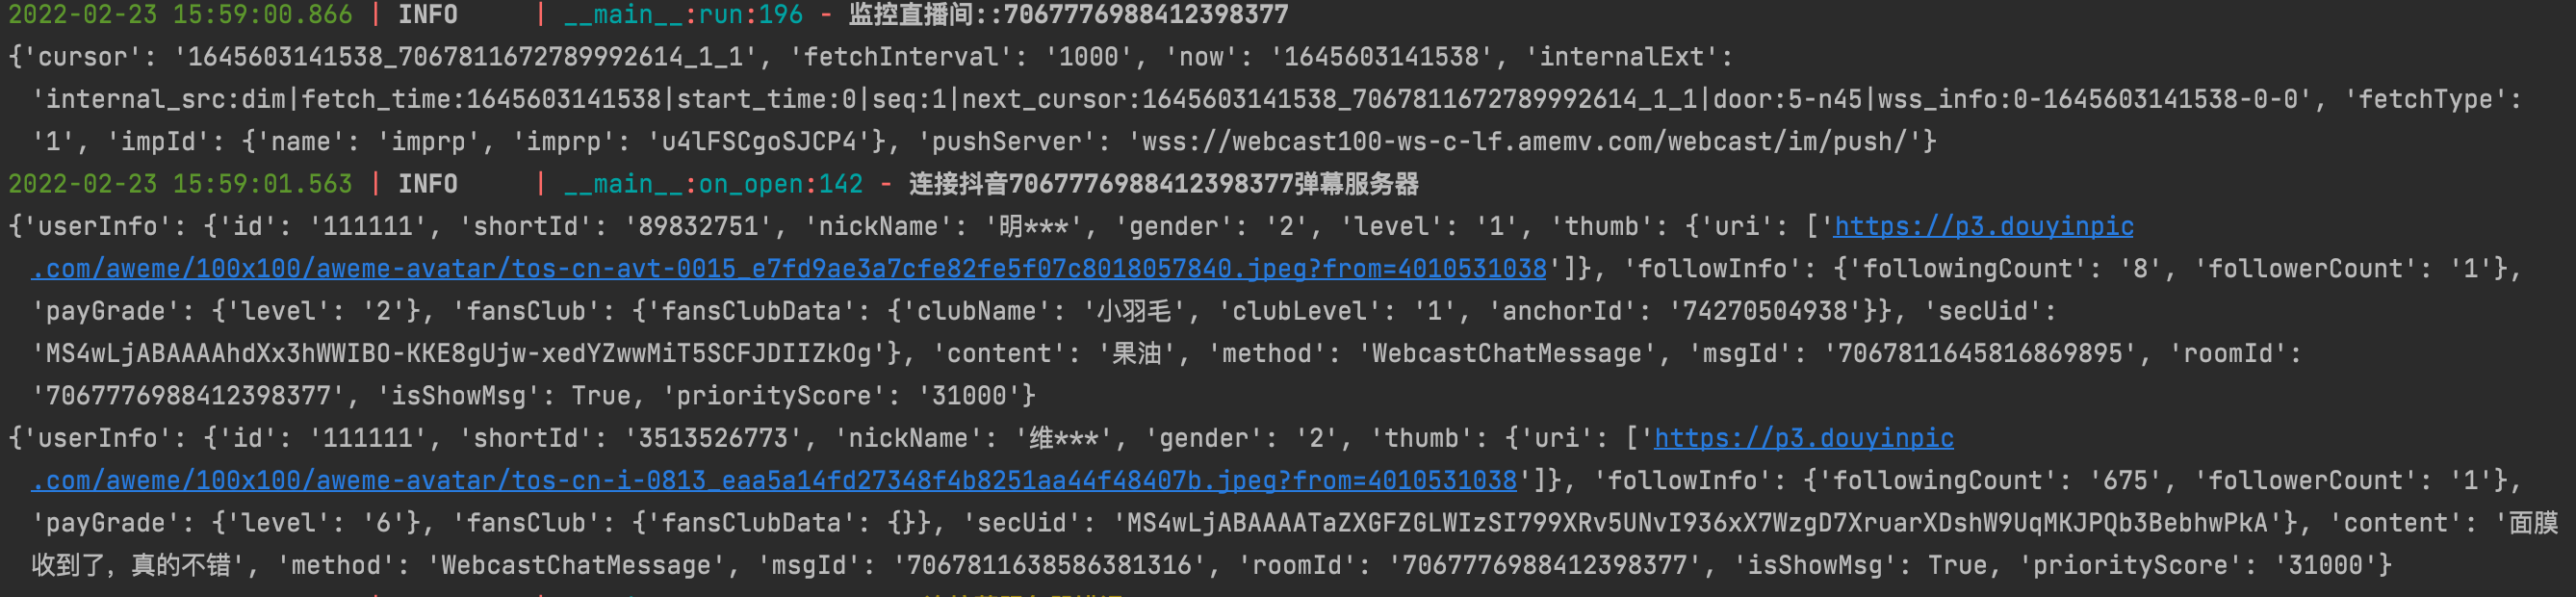 2022-02-23 15:59:00.866 | INFO     | __main__:run:196 - 监控直播间::7067776988412398377
{'cursor': '1645603141538_7067811672789992614_1_1', 'fetchInterval': '1000', 'now': '1645603141538', 'internalExt':
'internal_src:dim|fetch_time:1645603141538|start_time:0|seq:1|next_cursor:1645603141538_7067811672789992614_1_1|door:5-n45|wss_info:0-1645603141538-0-0', 'fetchType':
'1', 'impId': {'name': 'imprp', 'imprp': 'u4lFSCgoSJCP4'}, 'pushServer': 'wss://webcast100-ws-c-lf.amemv.com/webcast/im/push/'}
2022-02-23 15:59:01.563 | INFO     | __main__:on_open:142 - 连接抖音7067776988412398377弹幕服务器
{'userInfo': {'id': '111111', 'shortId': '89832751', 'nickName': '明***', 'gender': '2', 'level': '1', 'thumb': {'uri': ['https://p3.douyinpic
.com/aweme/100x100/aweme-avatar/tos-cn-avt-0015_e7fd9ae3a7cfe82fe5f07c8018057840.jpeg?from=4010531038']}, 'followInfo': {'followingCount': '8', 'followerCount': '1'},
'payGrade': {'level': '2'}, 'fansClub': {'fansClubData': {'clubName': '小羽毛', 'clubLevel': '1', 'anchorId': '74270504938'}}, 'secUid':
'MS4wLjABAAAAhdXx3hWWIBO-KKE8gUjw-xedYZwwMiT5SCFJDIIZkOg'}, 'content': '果油', 'method': 'WebcastChatMessage', 'msgId': '7067811645816869895', 'roomId':
'7067776988412398377', 'isShowMsg': True, 'priorityScore': '31000'}
{'userInfo': {'id': '111111', 'shortId': '3513526773', 'nickName': '维***', 'gender': '2', 'thumb': {'uri': ['https://p3.douyinpic
.com/aweme/100x100/aweme-avatar/tos-cn-i-0813_eaa5a14fd27348f4b8251aa44f48407b.jpeg?from=4010531038']}, 'followInfo': {'followingCount': '675', 'followerCount': '1'},
'payGrade': {'level': '6'}, 'fansClub': {'fansClubData': {}}, 'secUid': 'MS4wLjABAAAATaZXGFZGLWIzSI799XRv5UNvI936xX7WzgD7XruarXDshW9UqMKJPQb3BebhwPkA'}, 'content': '面膜
收到了，真的不错', 'method': 'WebcastChatMessage', 'msgId': '7067811638586381316', 'roomId': '7067776988412398377', 'isShowMsg': True, 'priorityScore': '31000'}